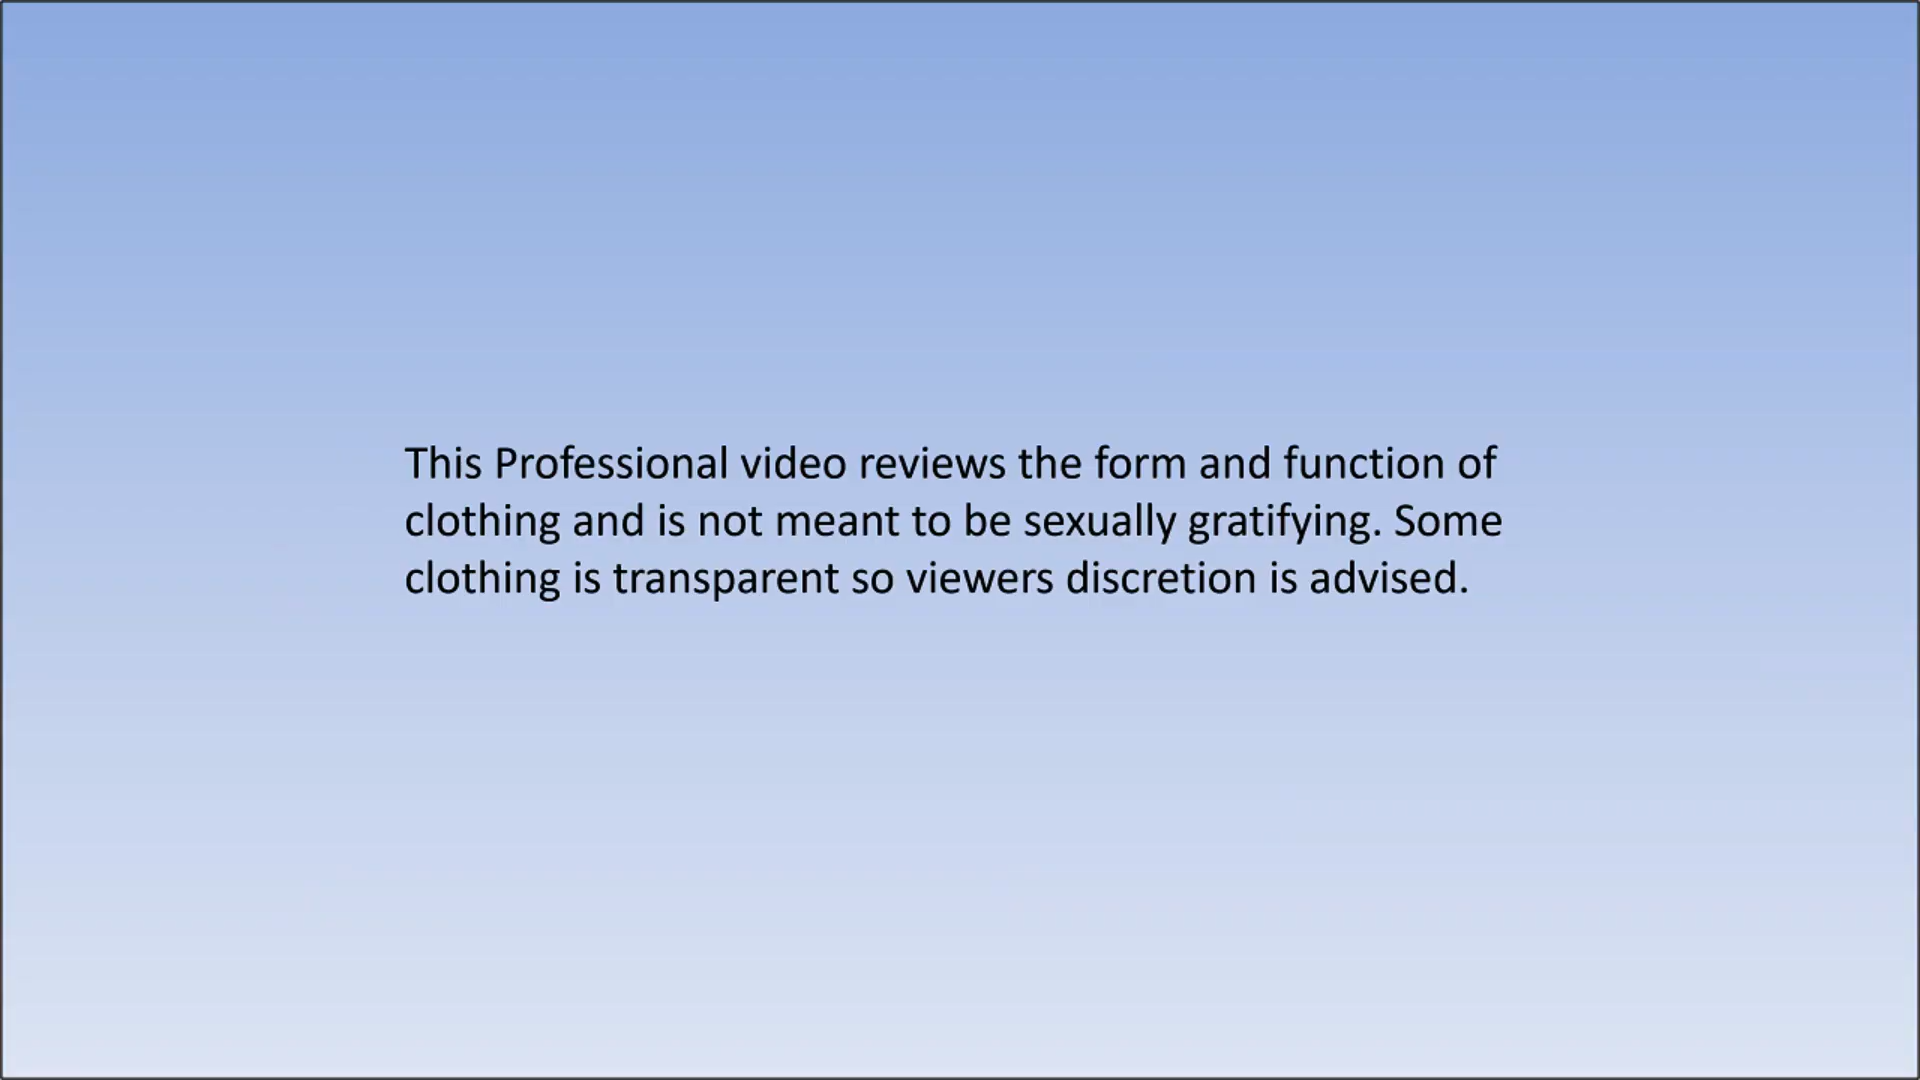 This Professional video reviews the form and function of
clothing and is not meant to be sexually gratifying. Some
clothing is transparent so viewers discretion is advised.